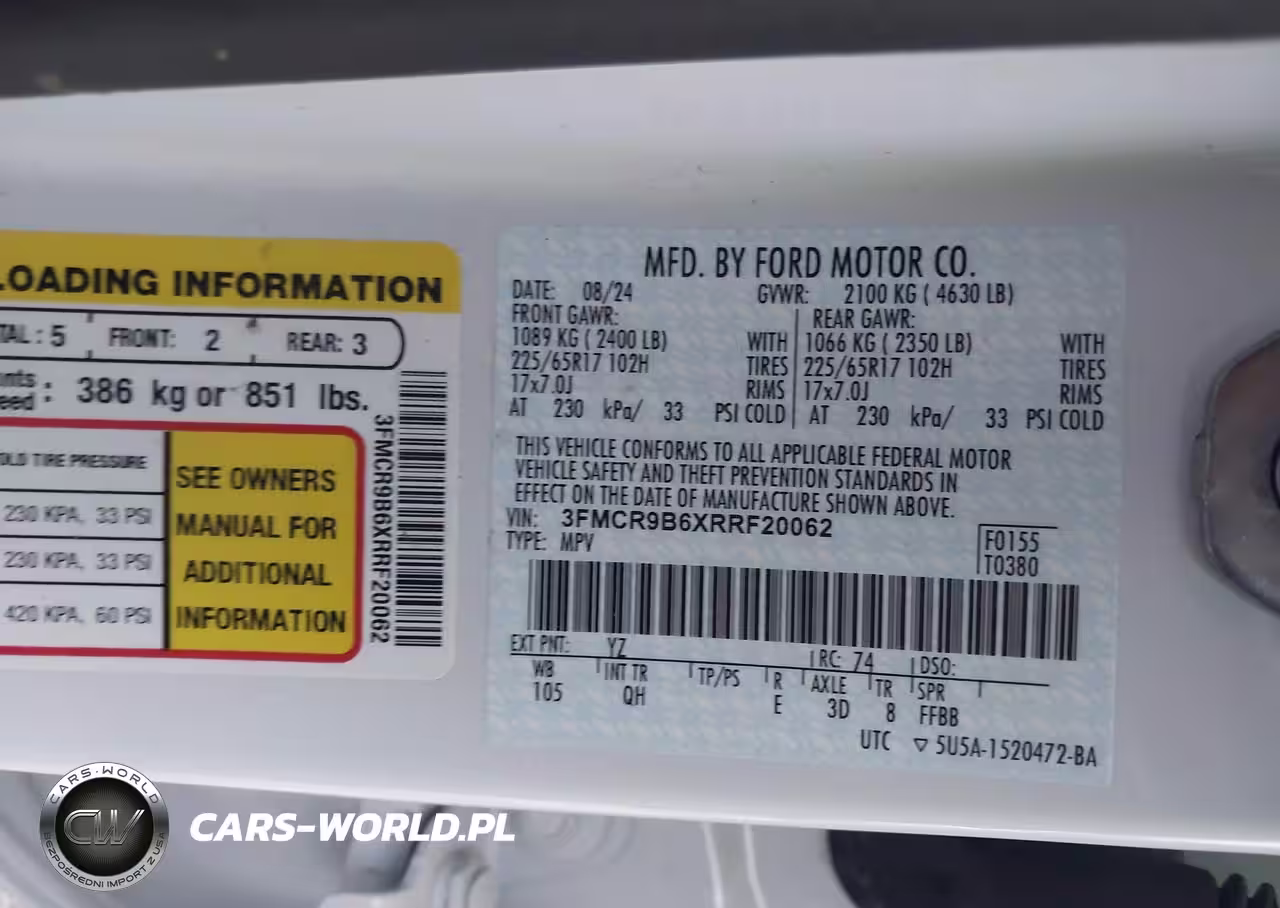 LOADING INFORMATION
TAL: 5 FRONT: 2 REAR: 3
386 kg or 851 lbs.
OLD TIRE PRESSURE
230 KPA, 33 PSI
230 KPA, 33 PSI
420 KPA, 60 PSI
SEE OWNERS
MANUAL FOR
ADDITIONAL
INFORMATION
3FMCR9B6XRRF20062
MFD. BY FORD MOTOR CO.
DATE: 08/24 GVWR: 2100 KG ( 4630 LB)
FRONT GAWR: REAR GAWR:
1089 KG ( 2400 LB) WITH 1066 KG ( 2350 LB) WITH
225/65R17 102H TIRES 225/65R17 102H TIRES
17x7.0J RIMS 17x7.0J RIMS
AT 230 kPa/ 33 PSI COLD AT 230 kPa/ 33 PSI COLD
THIS VEHICLE CONFORMS TO ALL APPLICABLE FEDERAL MOTOR
VEHICLE SAFETY AND THEFT PREVENTION STANDARDS IN
EFFECT ON THE DATE OF MANUFACTURE SHOWN ABOVE.
VIN: 3FMCR9B6XRRF20062
TYPE: MPV
F0155
T0380
EXT PNT: YZ RC: 74 DSO:
WB INT TR TP/PS R AXLE TR SPR
105 QH E 3D 8 FFBB
UTC ▽ 5U5A-1520472-BA
CARS-WORLD
CW
BEZPOŚREDNI IMPORT Z USA
CARS-WORLD.PL